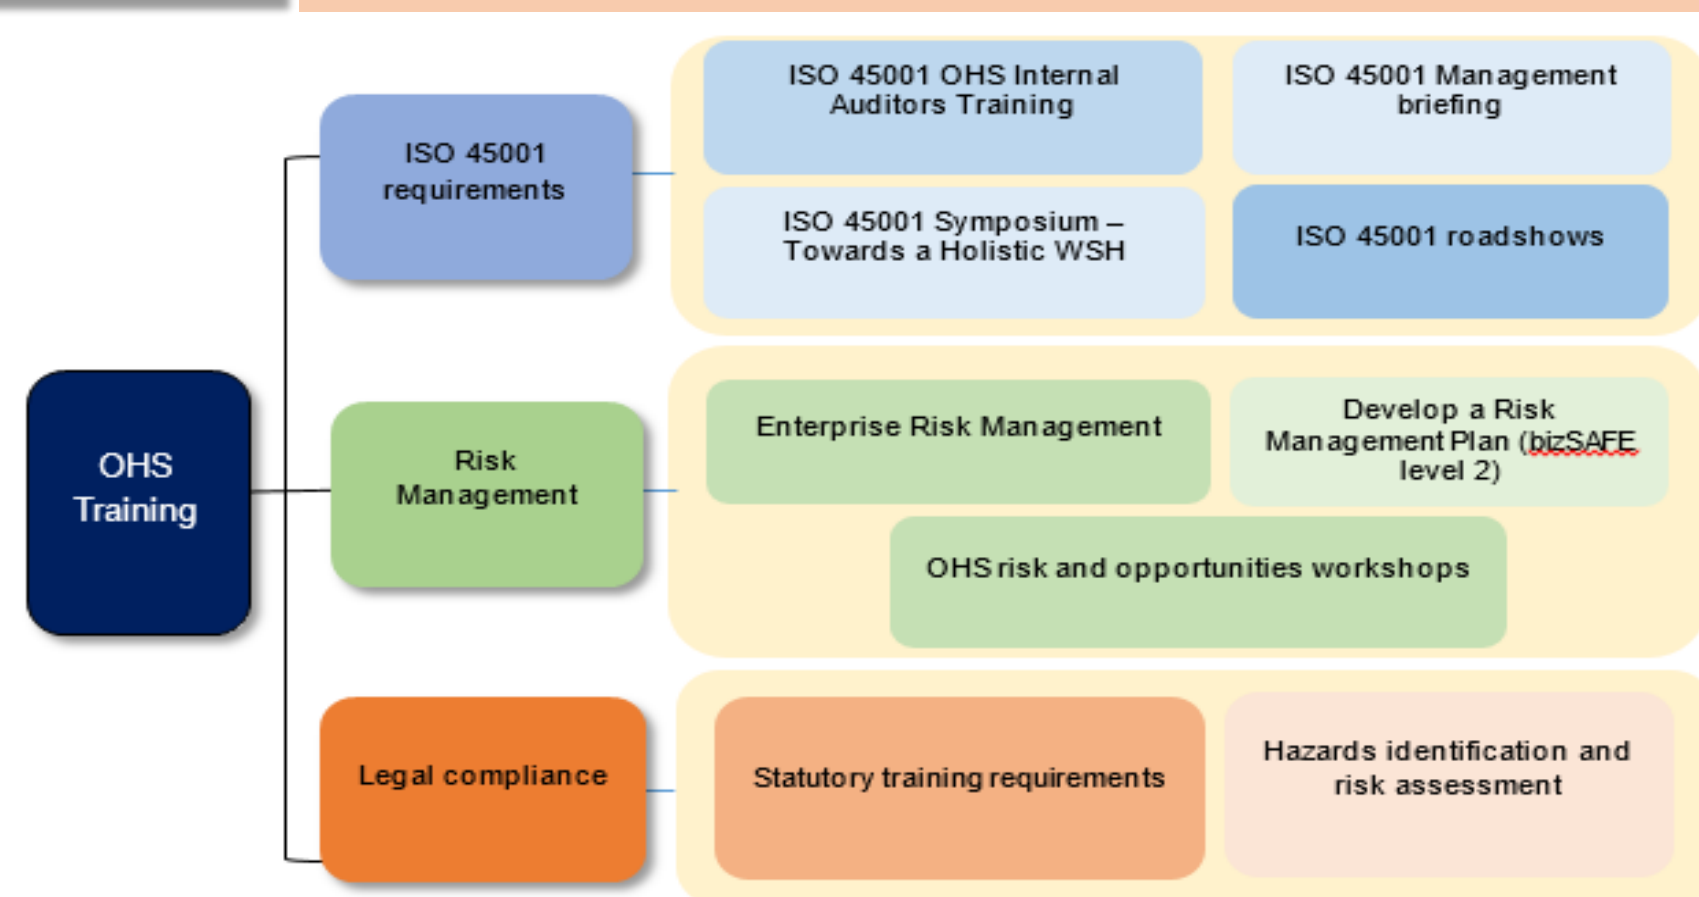 OHS
Training
ISO 45001
requirements
ISO 45001 OHS Internal
Auditors Training
ISO 45001 Management
briefing
ISO 45001 Symposium –
Towards a Holistic WSH
ISO 45001 roadshows
Risk
Management
Enterprise Risk Management
Develop a Risk
Management Plan (bizSAFE
level 2)
OHS risk and opportunities workshops
Legal compliance
Statutory training requirements
Hazards identification and
risk assessment